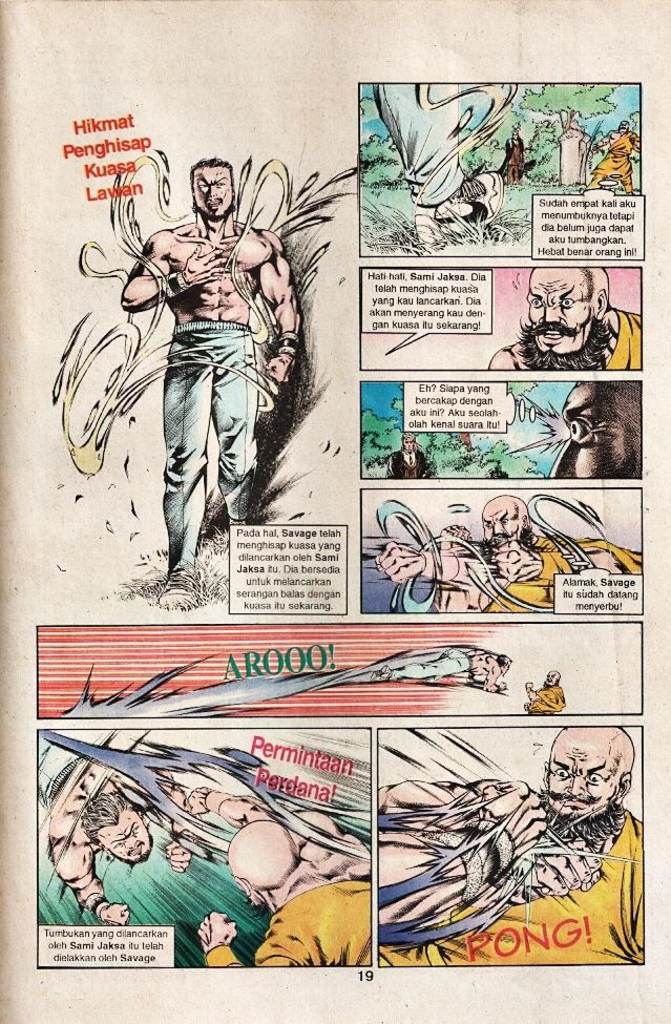 Hikmat
Penghisap
Kuasa
Lawan
Pada hal, Savage telah
menghisap kuasa yang
dilancarkan oleh Sami
Jaksa itu. Dia bersedia
untuk melancarkan
serangan balas dengan
kuasa itu sekarang.
Sudah empat kali aku
menumbuknya tetapi
dia belum juga dapat
aku tumbangkan.
Hebat benar orang ini!
Hati-hati, Sami Jaksa. Dia
telah menghisap kuasa
yang kau lancarkan. Dia
akan menyerang kau den-
gan kuasa itu sekarang!
Eh? Siapa yang
bercakap dengan
aku ini? Aku seolah-
olah kenal suara itu!
Alamak, Savage
itu sudah datang
menyerbu!
AROOO!
Permintaan
Perdana!
Tumbukan yang dilancarkan
oleh Sami Jaksa itu telah
dielakkan oleh Savage
PONG!
19